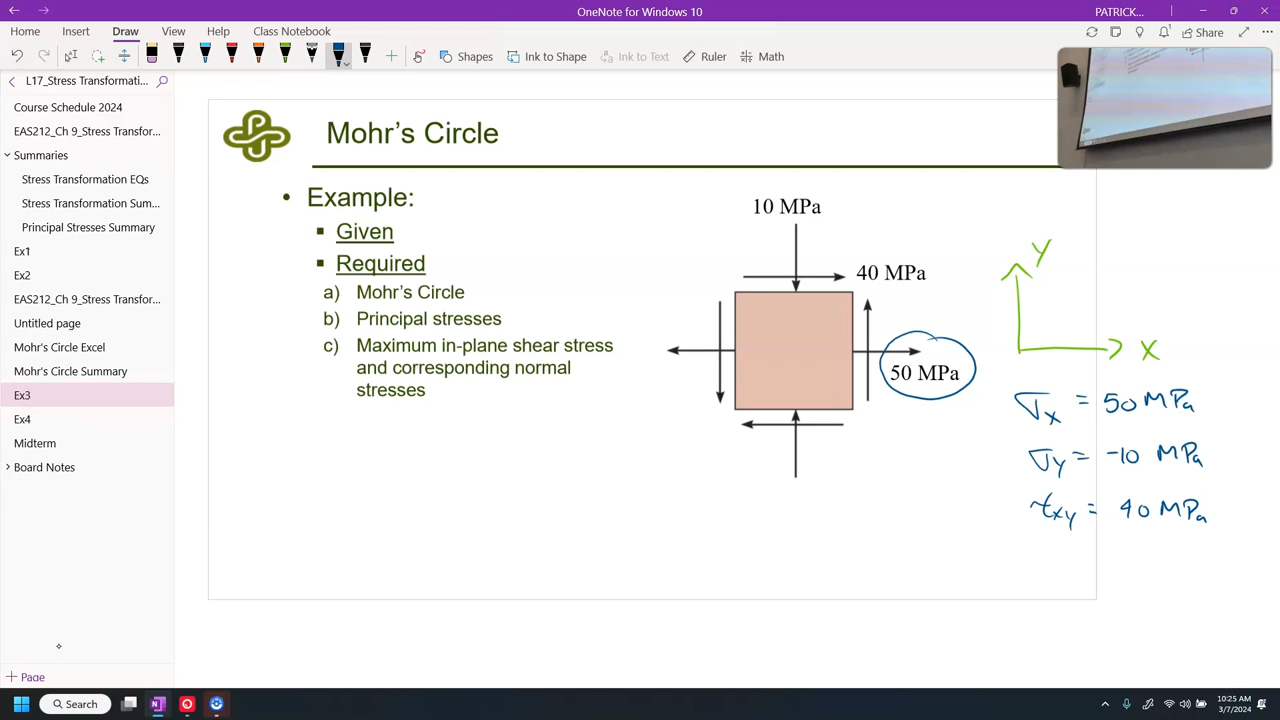 OneNote for Windows 10
PATRICK...
Home
Insert
Draw
View
Help
Class Notebook
Share
Shapes
Ink to Shape
Ink to Text
Ruler
Math
L17_Stress Transformati...
Course Schedule 2024
EAS212_Ch 9_Stress Transfor...
Summaries
Stress Transformation EQs
Stress Transformation Sum...
Principal Stresses Summary
Ex1
Ex2
EAS212_Ch 9_Stress Transfor...
Untitled page
Mohr's Circle Excel
Mohr's Circle Summary
Ex3
Ex4
Midterm
Board Notes
Page
Mohr’s Circle
• Example:
▪ Given
▪ Required
a) Mohr’s Circle
b) Principal stresses
c) Maximum in-plane shear stress
and corresponding normal
stresses
10 MPa
40 MPa
50 MPa
Y
X
σx = 50 MPa
σy = -10 MPa
τxy = 40 MPa
Search
10:25 AM
3/7/2024